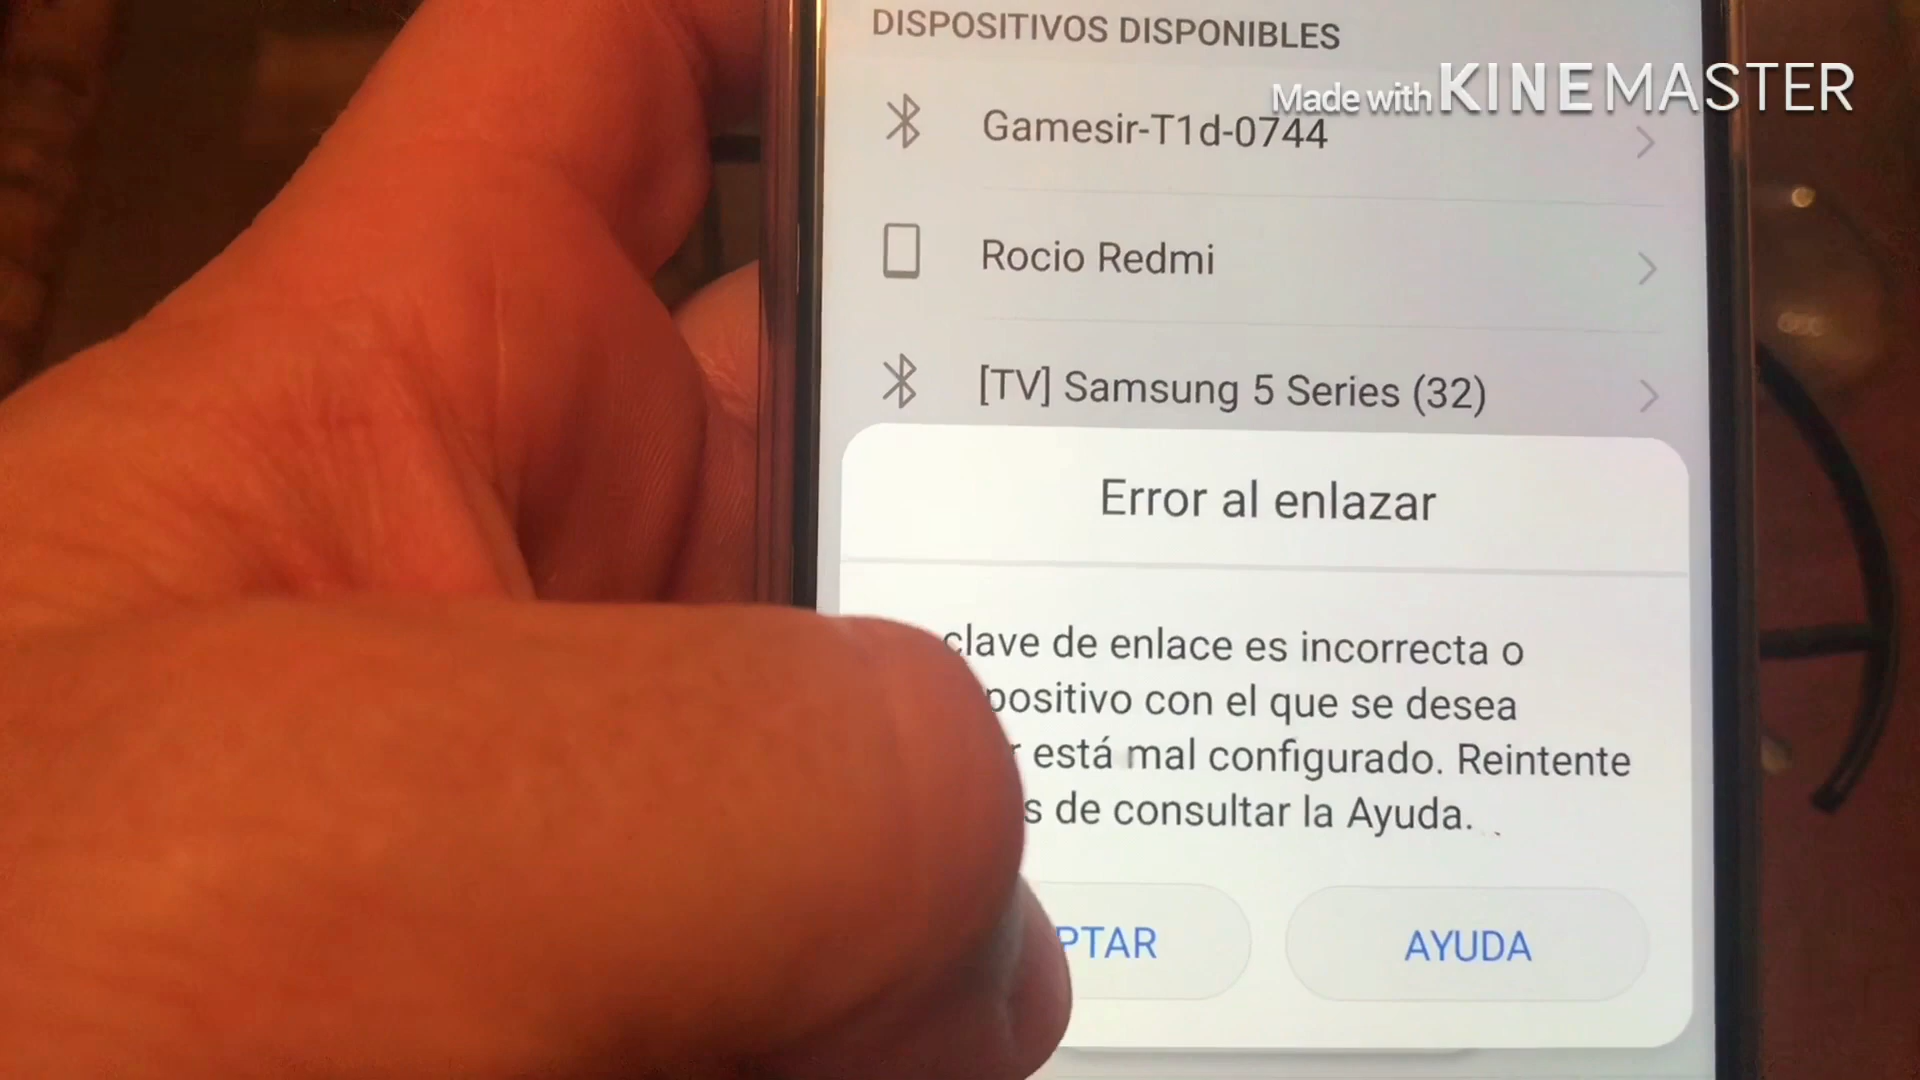 DISPOSITIVOS DISPONIBLES
Made with KINEMASTER
Gamesir-T1d-0744
Rocio Redmi
[TV] Samsung 5 Series (32)
Error al enlazar
clave de enlace es incorrecta o
positivo con el que se desea
r está mal configurado. Reintente
s de consultar la Ayuda.
PTAR
AYUDA